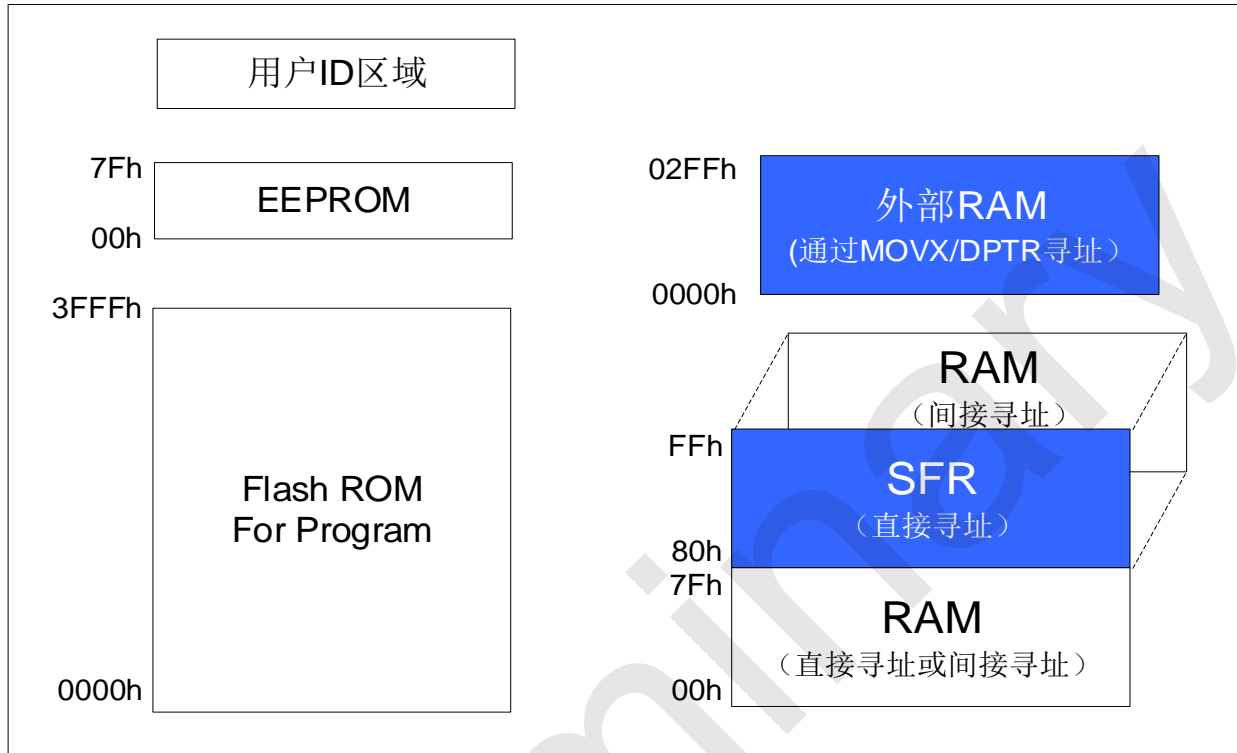 用户ID区域
7Fh
EEPROM
00h
3FFFh
Flash ROM
For Program
0000h
02FFh
外部RAM
(通过MOVX/DPTR寻址）
0000h
RAM
（间接寻址）
FFh
SFR
（直接寻址）
80h
7Fh
RAM
（直接寻址或间接寻址）
00h
minary